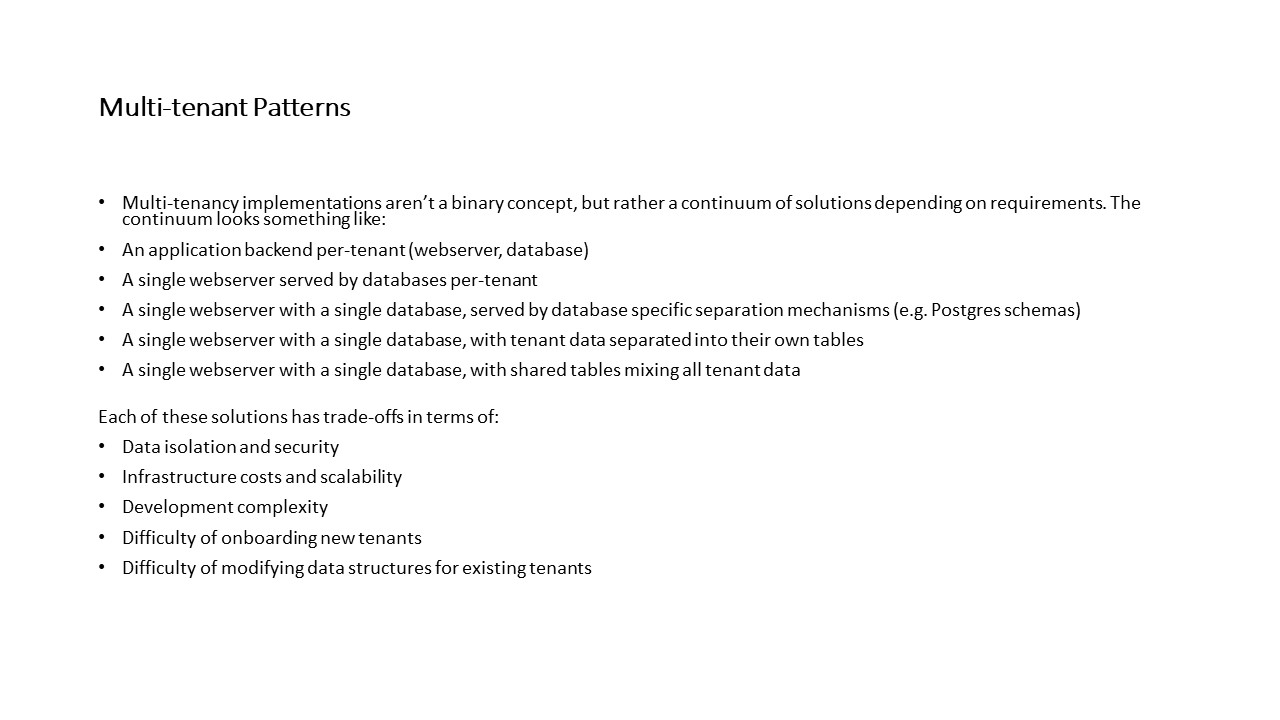 Multi-tenant Patterns
• Multi-tenancy implementations aren’t a binary concept, but rather a continuum of solutions depending on requirements. The
continuum looks something like:
• An application backend per-tenant (webserver, database)
• A single webserver served by databases per-tenant
• A single webserver with a single database, served by database specific separation mechanisms (e.g. Postgres schemas)
• A single webserver with a single database, with tenant data separated into their own tables
• A single webserver with a single database, with shared tables mixing all tenant data
Each of these solutions has trade-offs in terms of:
• Data isolation and security
• Infrastructure costs and scalability
• Development complexity
• Difficulty of onboarding new tenants
• Difficulty of modifying data structures for existing tenants